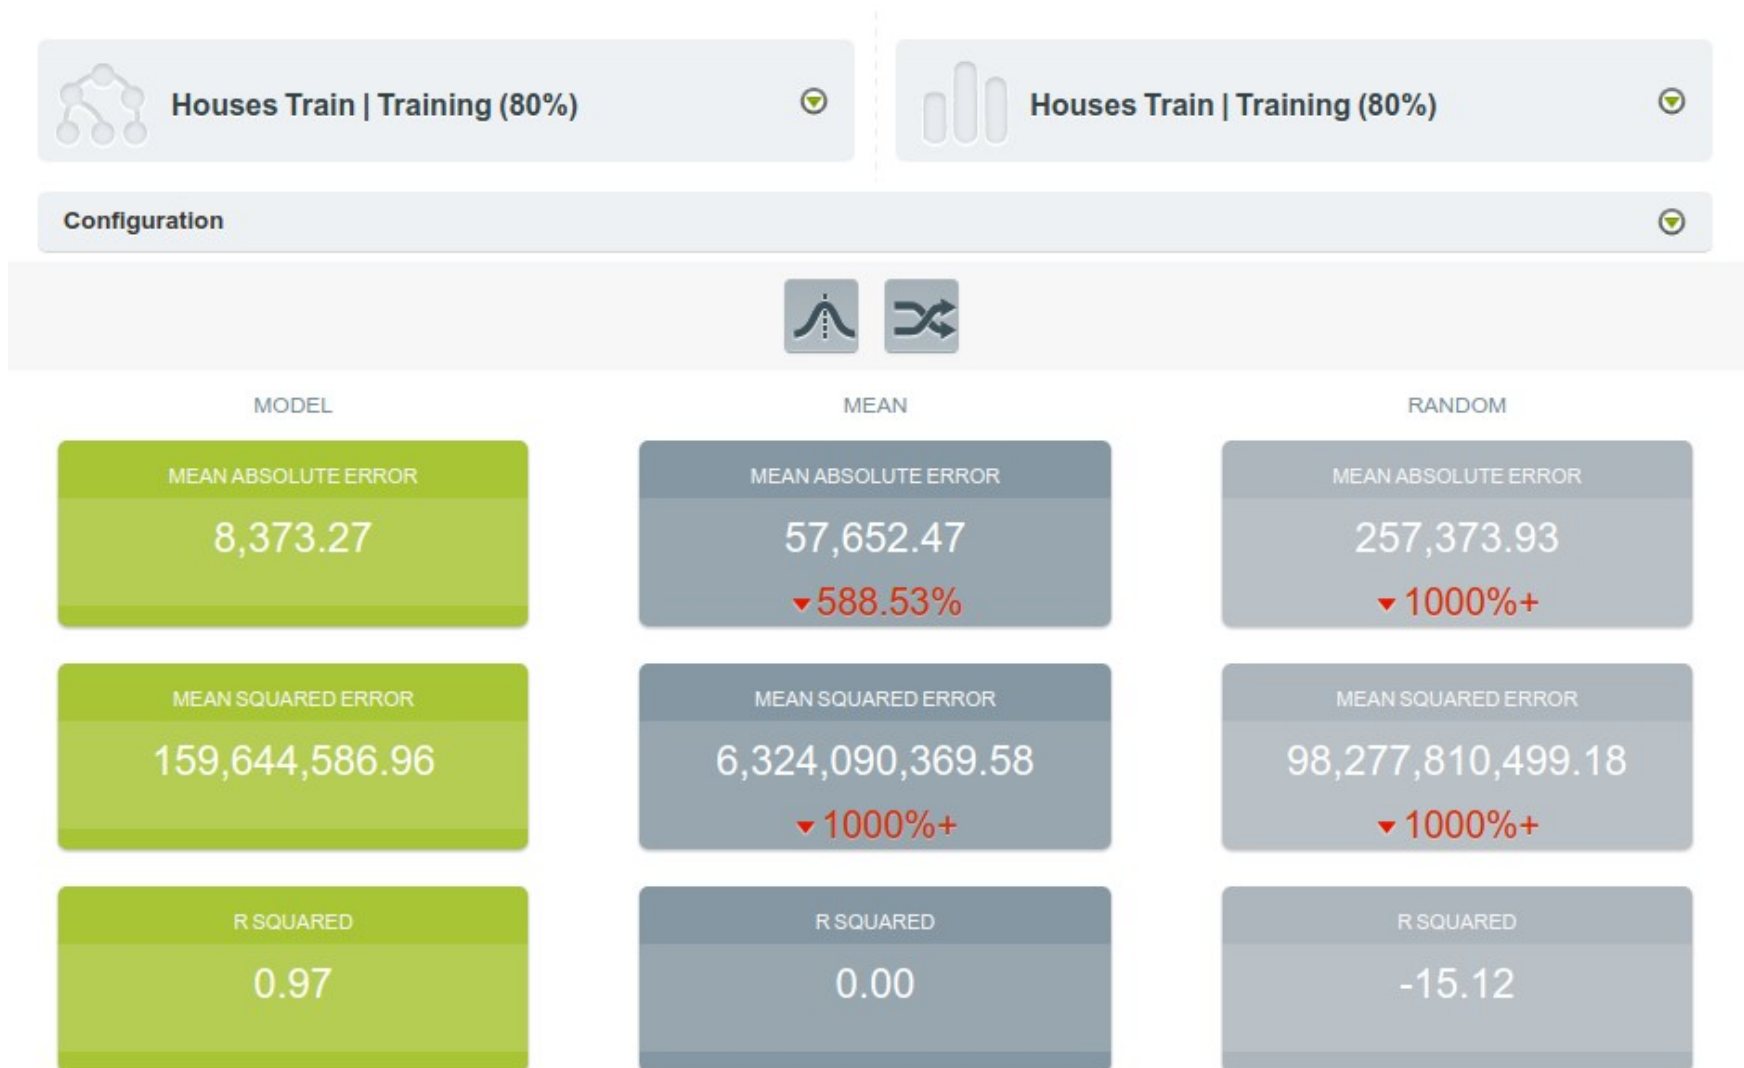 Houses Train | Training (80%)
Houses Train | Training (80%)
Configuration
MODEL
MEAN
RANDOM
MEAN ABSOLUTE ERROR
8,373.27
MEAN ABSOLUTE ERROR
57,652.47
588.53%
MEAN ABSOLUTE ERROR
257,373.93
1000%+
MEAN SQUARED ERROR
159,644,586.96
MEAN SQUARED ERROR
6,324,090,369.58
1000%+
MEAN SQUARED ERROR
98,277,810,499.18
1000%+
R SQUARED
0.97
R SQUARED
0.00
R SQUARED
-15.12